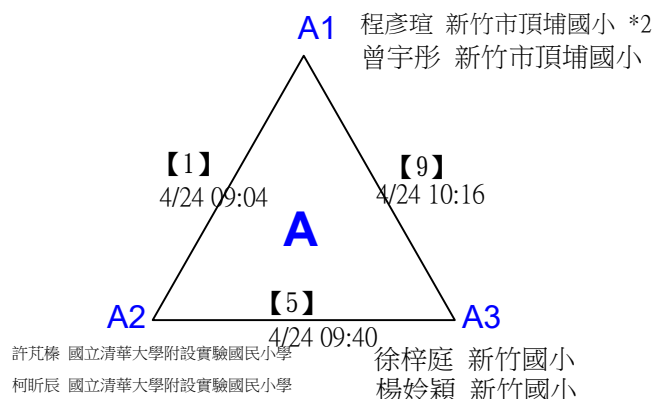 A1
程彥瑄 新竹市頂埔國小 *2
曾宇彤 新竹市頂埔國小
【1】
4/24 09:04
【9】
4/24 10:16
A
【5】
4/24 09:40
A2
A3
許芃榛 國立清華大學附設實驗國民小學
柯昕辰 國立清華大學附設實驗國民小學
徐梓庭 新竹國小
楊姈穎 新竹國小